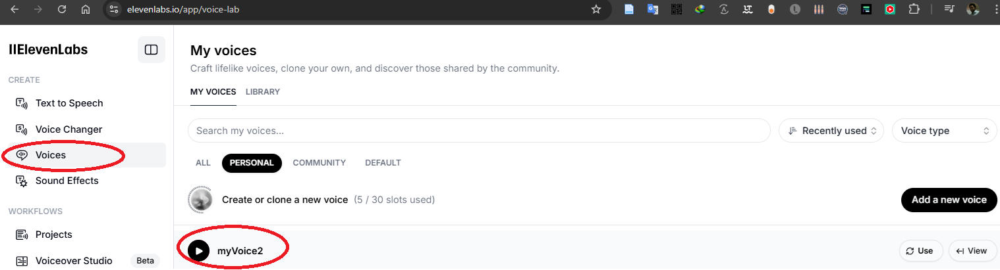 elevenlabs.io/app/voice-lab
IIElevenLabs
CREATE
Text to Speech
Voice Changer
Voices
Sound Effects
WORKFLOWS
Projects
Voiceover Studio Beta
My voices
Craft lifelike voices, clone your own, and discover those shared by the community.
MY VOICES LIBRARY
Search my voices... Recently used Voice type
ALL PERSONAL COMMUNITY DEFAULT
Create or clone a new voice (5 / 30 slots used) Add a new voice
myVoice2 Use View